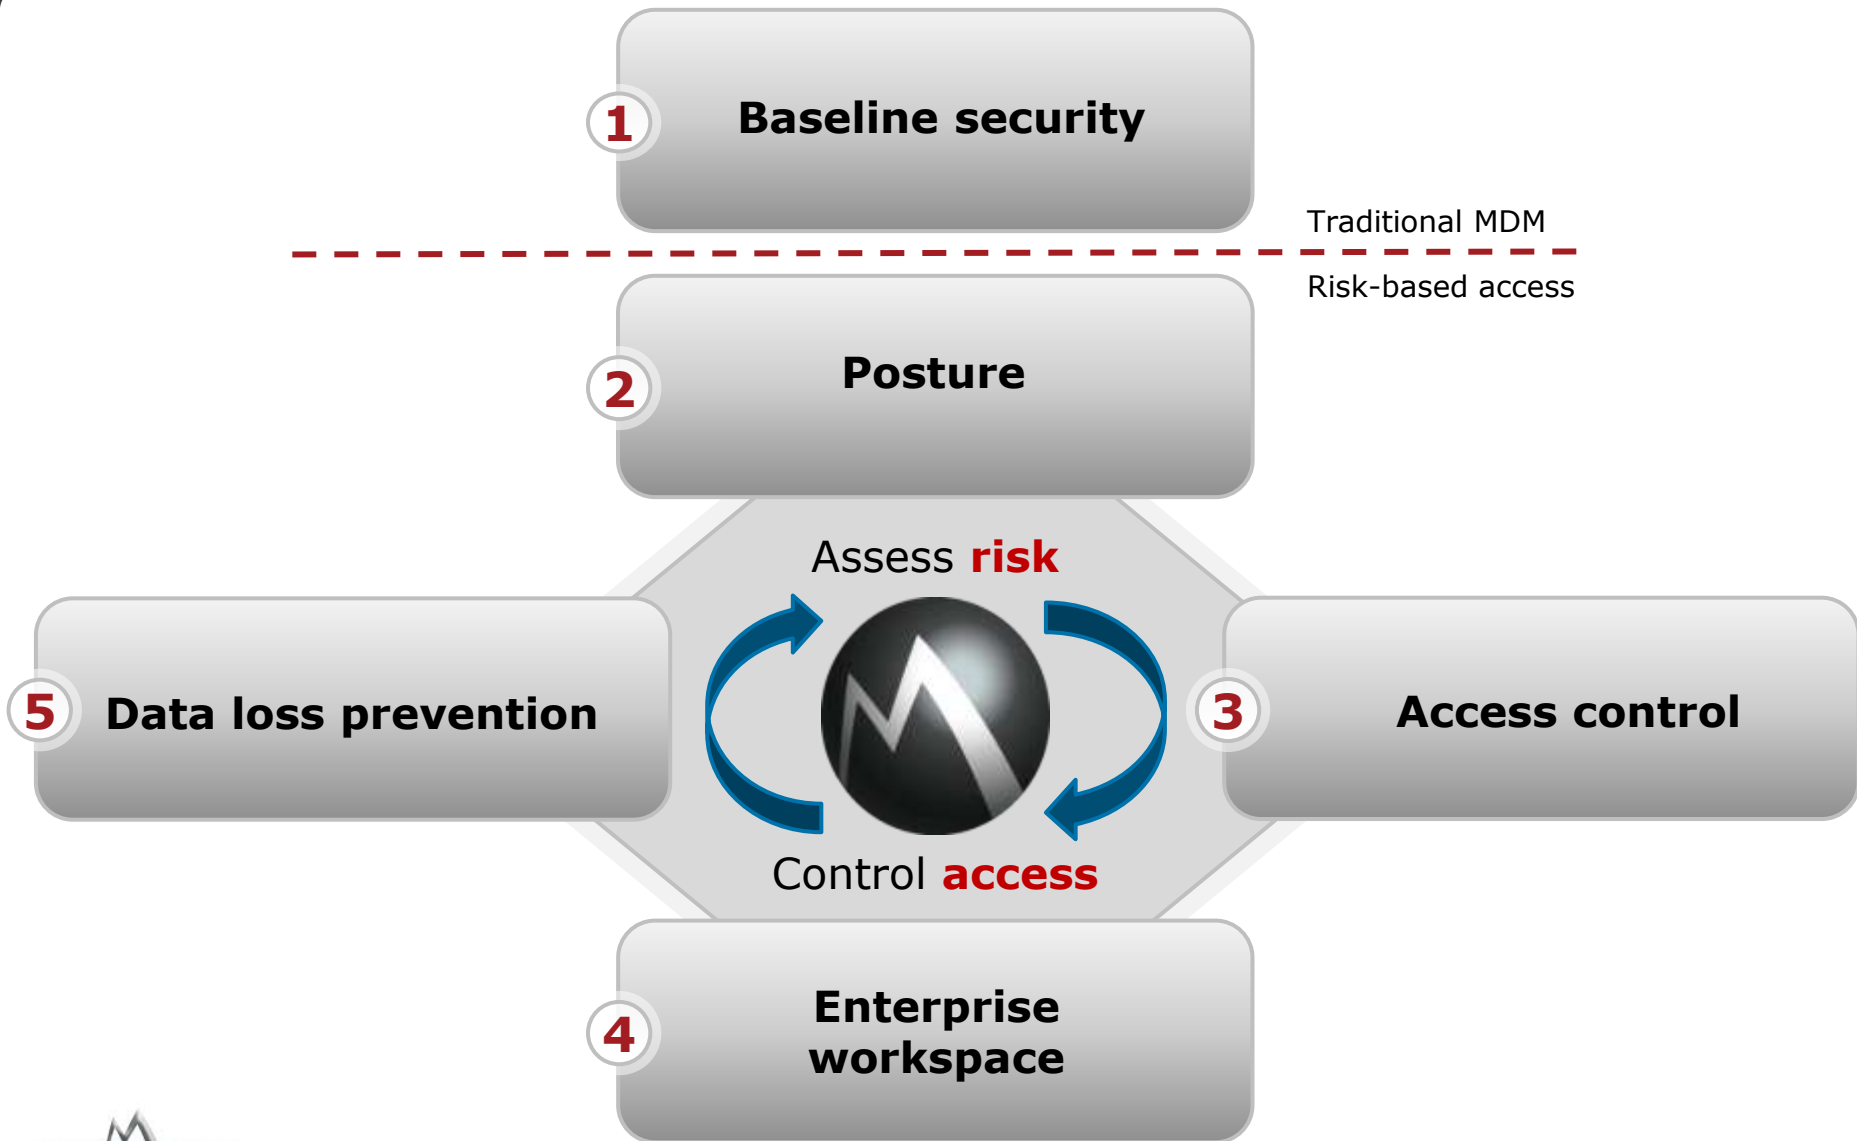 1
Baseline security
Traditional MDM
Risk-based access
2
Posture
Assess risk
5
Data loss prevention
3
Access control
Control access
4
Enterprise
workspace